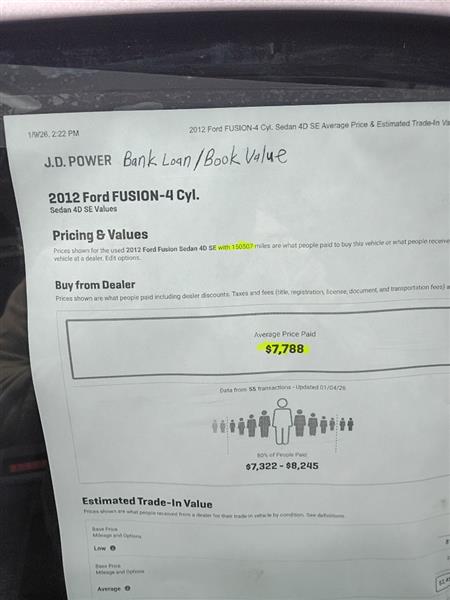 1/9/26, 2:22 PM
2012 Ford FUSION-4 Cyl. Sedan 4D SE Average Price & Estimated Trade-In Va
J.D. POWER Bank Loan/Book Value
2012 Ford FUSION-4 Cyl.
Sedan 4D SE Values
Pricing & Values
Prices shown for the used 2012 Ford Fusion Sedan 4D SE with 150507 miles are what people paid to buy this vehicle or what people receive
vehicle at a dealer. Edit options.
Buy from Dealer
Prices shown are what people paid including dealer discounts. Taxes and fees (title, registration, license, document, and transportation fees) a
Average Price Paid
$7,788
Data from 55 transactions - Updated 01/04/26
80% of People Paid
$7,322 - $8,245
Estimated Trade-In Value
Prices shown are what people received from a dealer for their trade in vehicle by condition. See definitions.
Base Price
Mileage and Options
Low
Base Price
Mileage and Options
Average